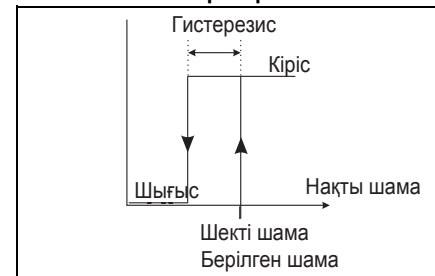 Гистерезис
Кіріс
Шығыс
Нақты шама
Шекті шама
Берілген шама